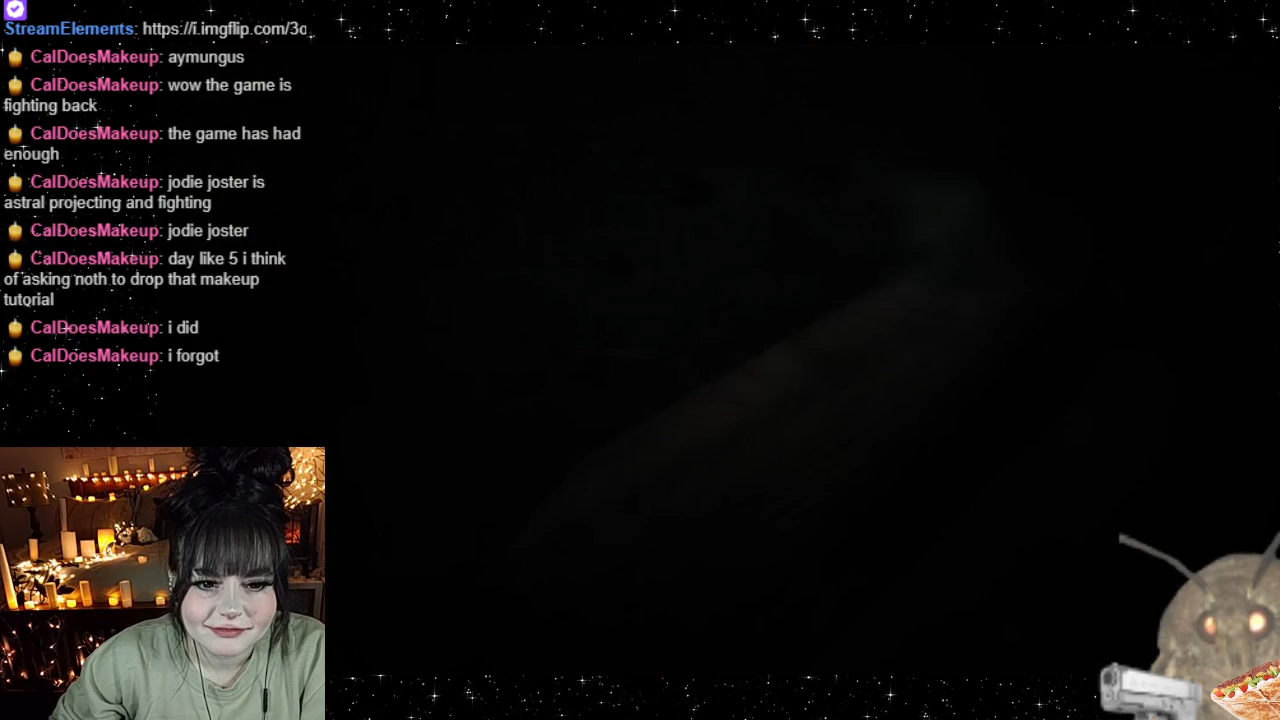 StreamElements: https://i.imgflip.com/3
CalDoesMakeup: aymungus
CalDoesMakeup: wow the game is
fighting back
CalDoesMakeup: the game has had
enough
CalDoesMakeup: jodie joster is
astral projecting and fighting
CalDoesMakeup: jodie joster
CalDoesMakeup: day like 5 i think
of asking noth to drop that makeup
tutorial
CalDoesMakeup: i did
CalDoesMakeup: i forgot